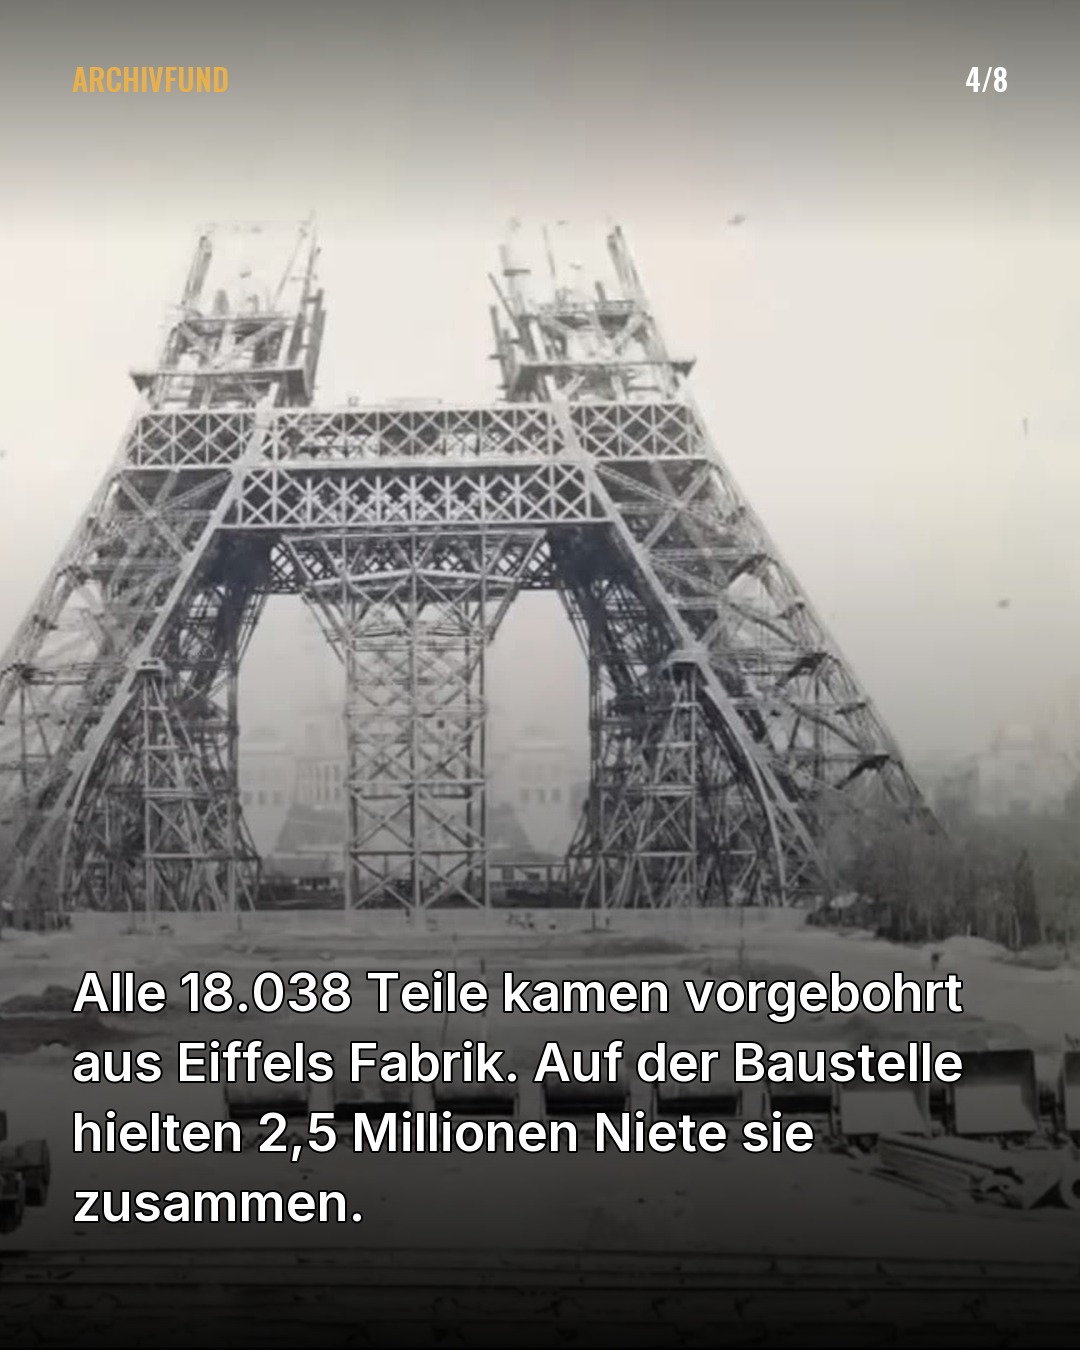 ARCHIVFUND
4/8
Alle 18.038 Teile kamen vorgebohrt
aus Eiffels Fabrik. Auf der Baustelle
hielten 2,5 Millionen Niete sie
zusammen.